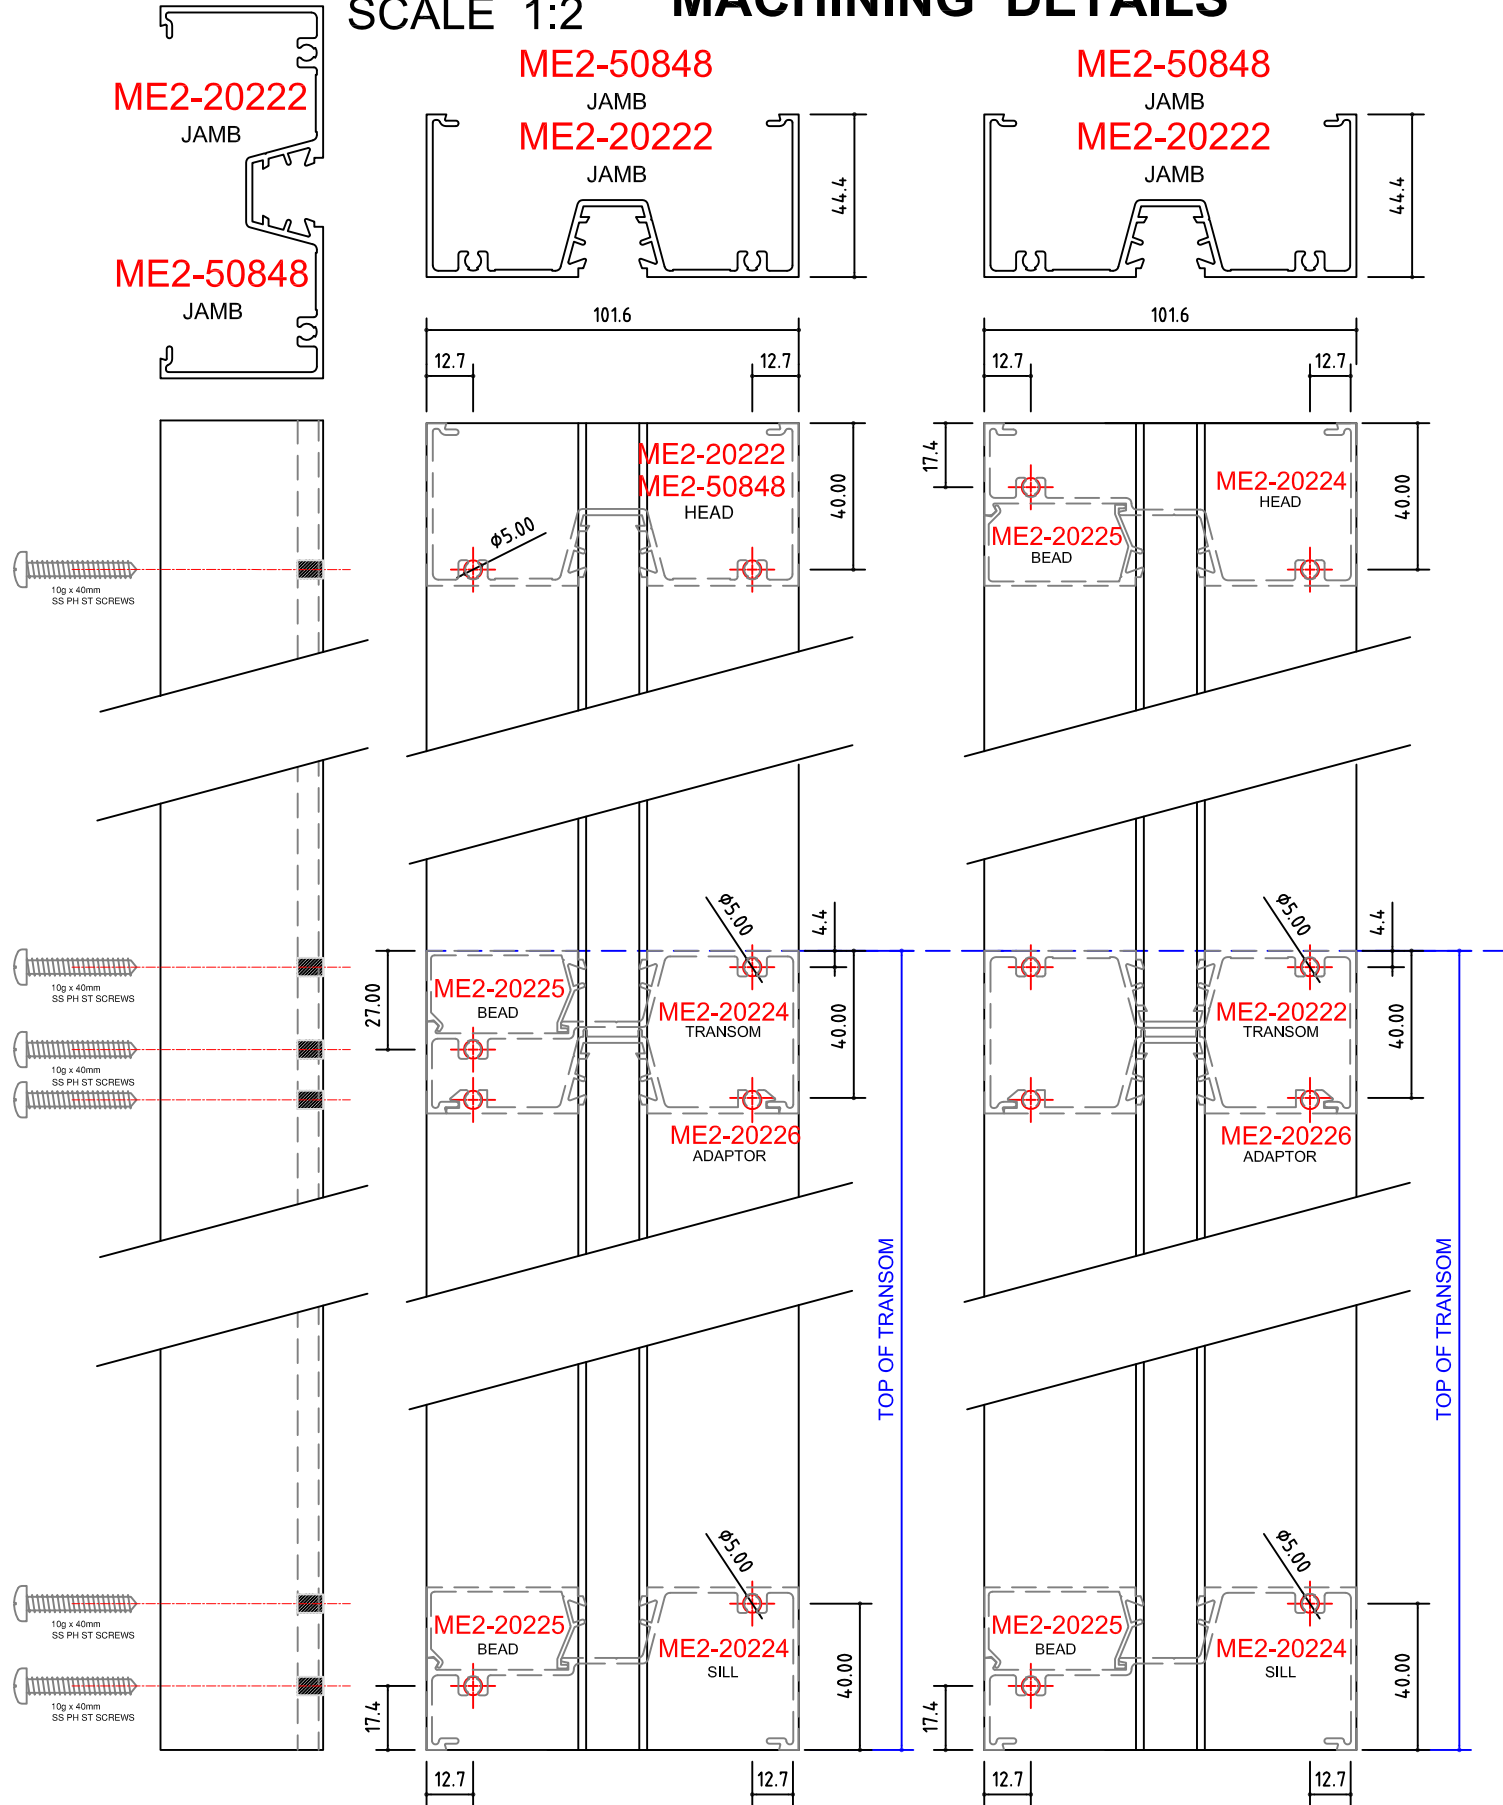 SCALE 1:2
MACHINING DETAILS
ME2-20222
JAMB
ME2-50848
JAMB
ME2-50848
JAMB
ME2-20222
JAMB
44.4
ME2-50848
JAMB
ME2-20222
JAMB
44.4
101.6
12.7
12.7
101.6
12.7
12.7
ME2-20222
ME2-50848
HEAD
Ø5.00
40.00
17.4
ME2-20224
HEAD
ME2-20225
BEAD
40.00
10g x 40mm
SS PH ST SCREWS
10g x 40mm
SS PH ST SCREWS
10g x 40mm
SS PH ST SCREWS
27.00
ME2-20225
BEAD
Ø5.00
ME2-20224
TRANSOM
4.4
40.00
ME2-20226
ADAPTOR
Ø5.00
ME2-20222
TRANSOM
4.4
40.00
ME2-20226
ADAPTOR
TOP OF TRANSOM
TOP OF TRANSOM
10g x 40mm
SS PH ST SCREWS
10g x 40mm
SS PH ST SCREWS
Ø5.00
ME2-20225
BEAD
ME2-20224
SILL
17.4
40.00
12.7
12.7
Ø5.00
ME2-20225
BEAD
ME2-20224
SILL
17.4
40.00
12.7
12.7